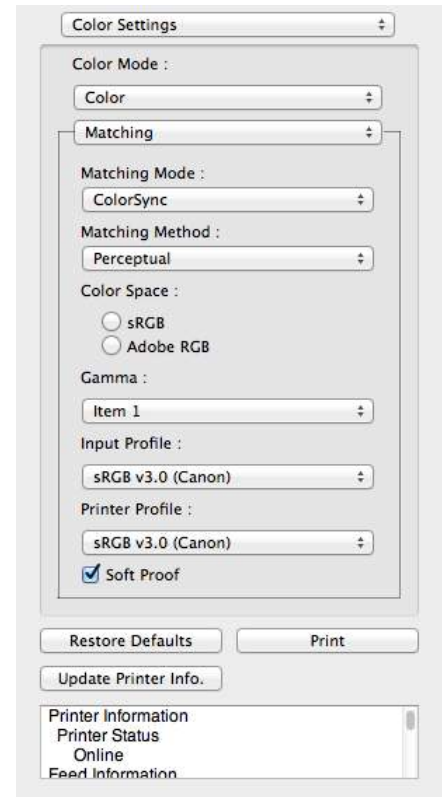 Color Settings
Color Mode :
Color
Matching
Matching Mode :
ColorSync
Matching Method :
Perceptual
Color Space :
sRGB
Adobe RGB
Gamma :
Item 1
Input Profile :
sRGB v3.0 (Canon)
Printer Profile :
sRGB v3.0 (Canon)
Soft Proof
Restore Defaults
Print
Update Printer Info.
Printer Information
Printer Status
Online
Feed Information